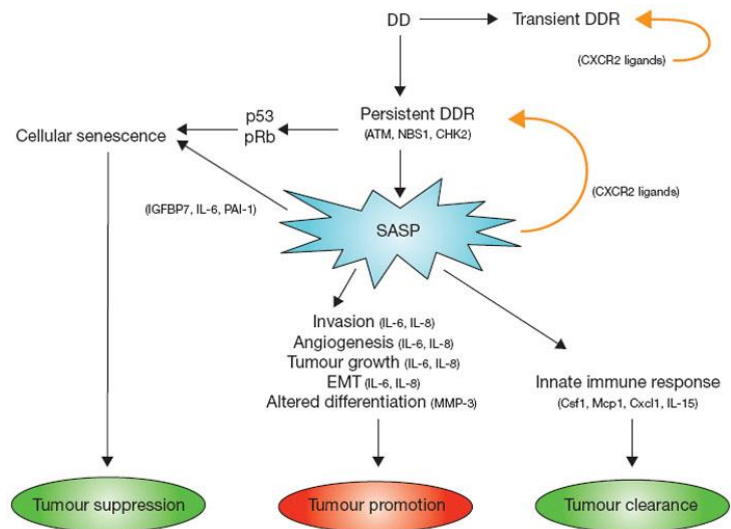 DD
Transient DDR
(CXCR2 ligands)
Persistent DDR
(ATM, NBS1, CHK2)
p53
pRb
Cellular senescence
(CXCR2 ligands)
(IGFBP7, IL-6, PAI-1)
SASP
Invasion (IL-6, IL-8)
Angiogenesis (IL-6, IL-8)
Tumour growth (IL-6, IL-8)
EMT (IL-6, IL-8)
Altered differentiation (MMP-3)
Innate immune response
(Csf1, Mcp1, Cxcl1, IL-15)
Tumour suppression
Tumour promotion
Tumour clearance